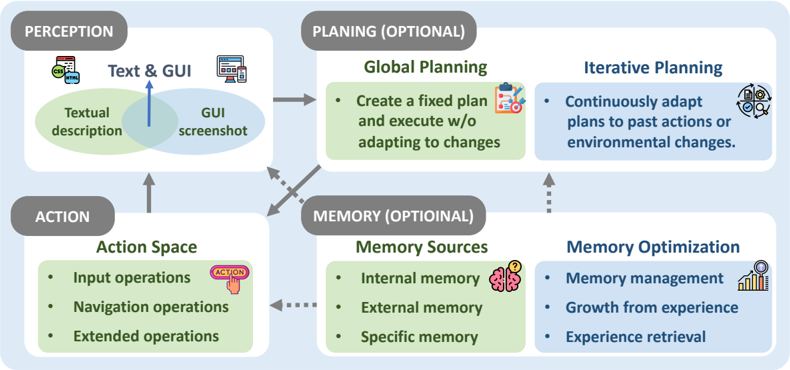 PERCEPTION
CSS
HTML
Text & GUI
Textual
description
GUI
screenshot
PLANING (OPTIONAL)
Global Planning
• Create a fixed plan
and execute w/o
adapting to changes
Iterative Planning
• Continuously adapt
plans to past actions or
environmental changes.
ACTION
Action Space
ACTION
• Input operations
• Navigation operations
• Extended operations
MEMORY (OPTIOINAL)
Memory Sources
?
• Internal memory
• External memory
• Specific memory
Memory Optimization
• Memory management
• Growth from experience
• Experience retrieval